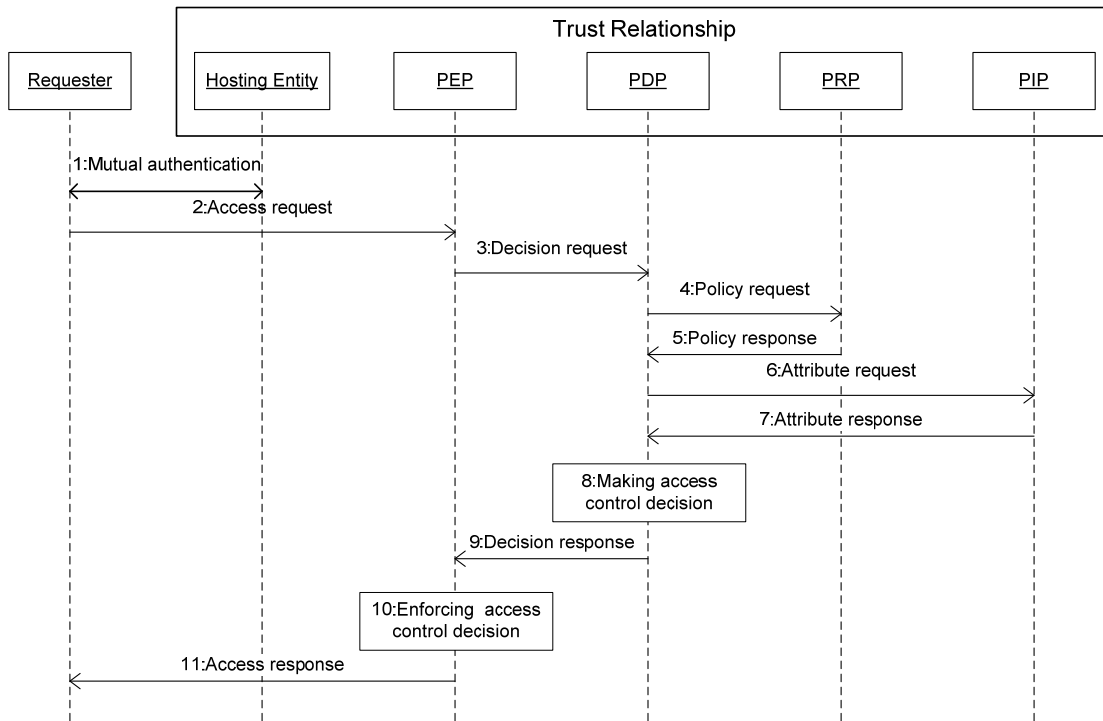 Trust Relationship
Requester
Hosting Entity
PEP
PDP
PRP
PIP
1:Mutual authentication
2:Access request
3:Decision request
4:Policy request
5:Policy response
6:Attribute request
7:Attribute response
8:Making access
control decision
9:Decision response
10:Enforcing access
control decision
11:Access response